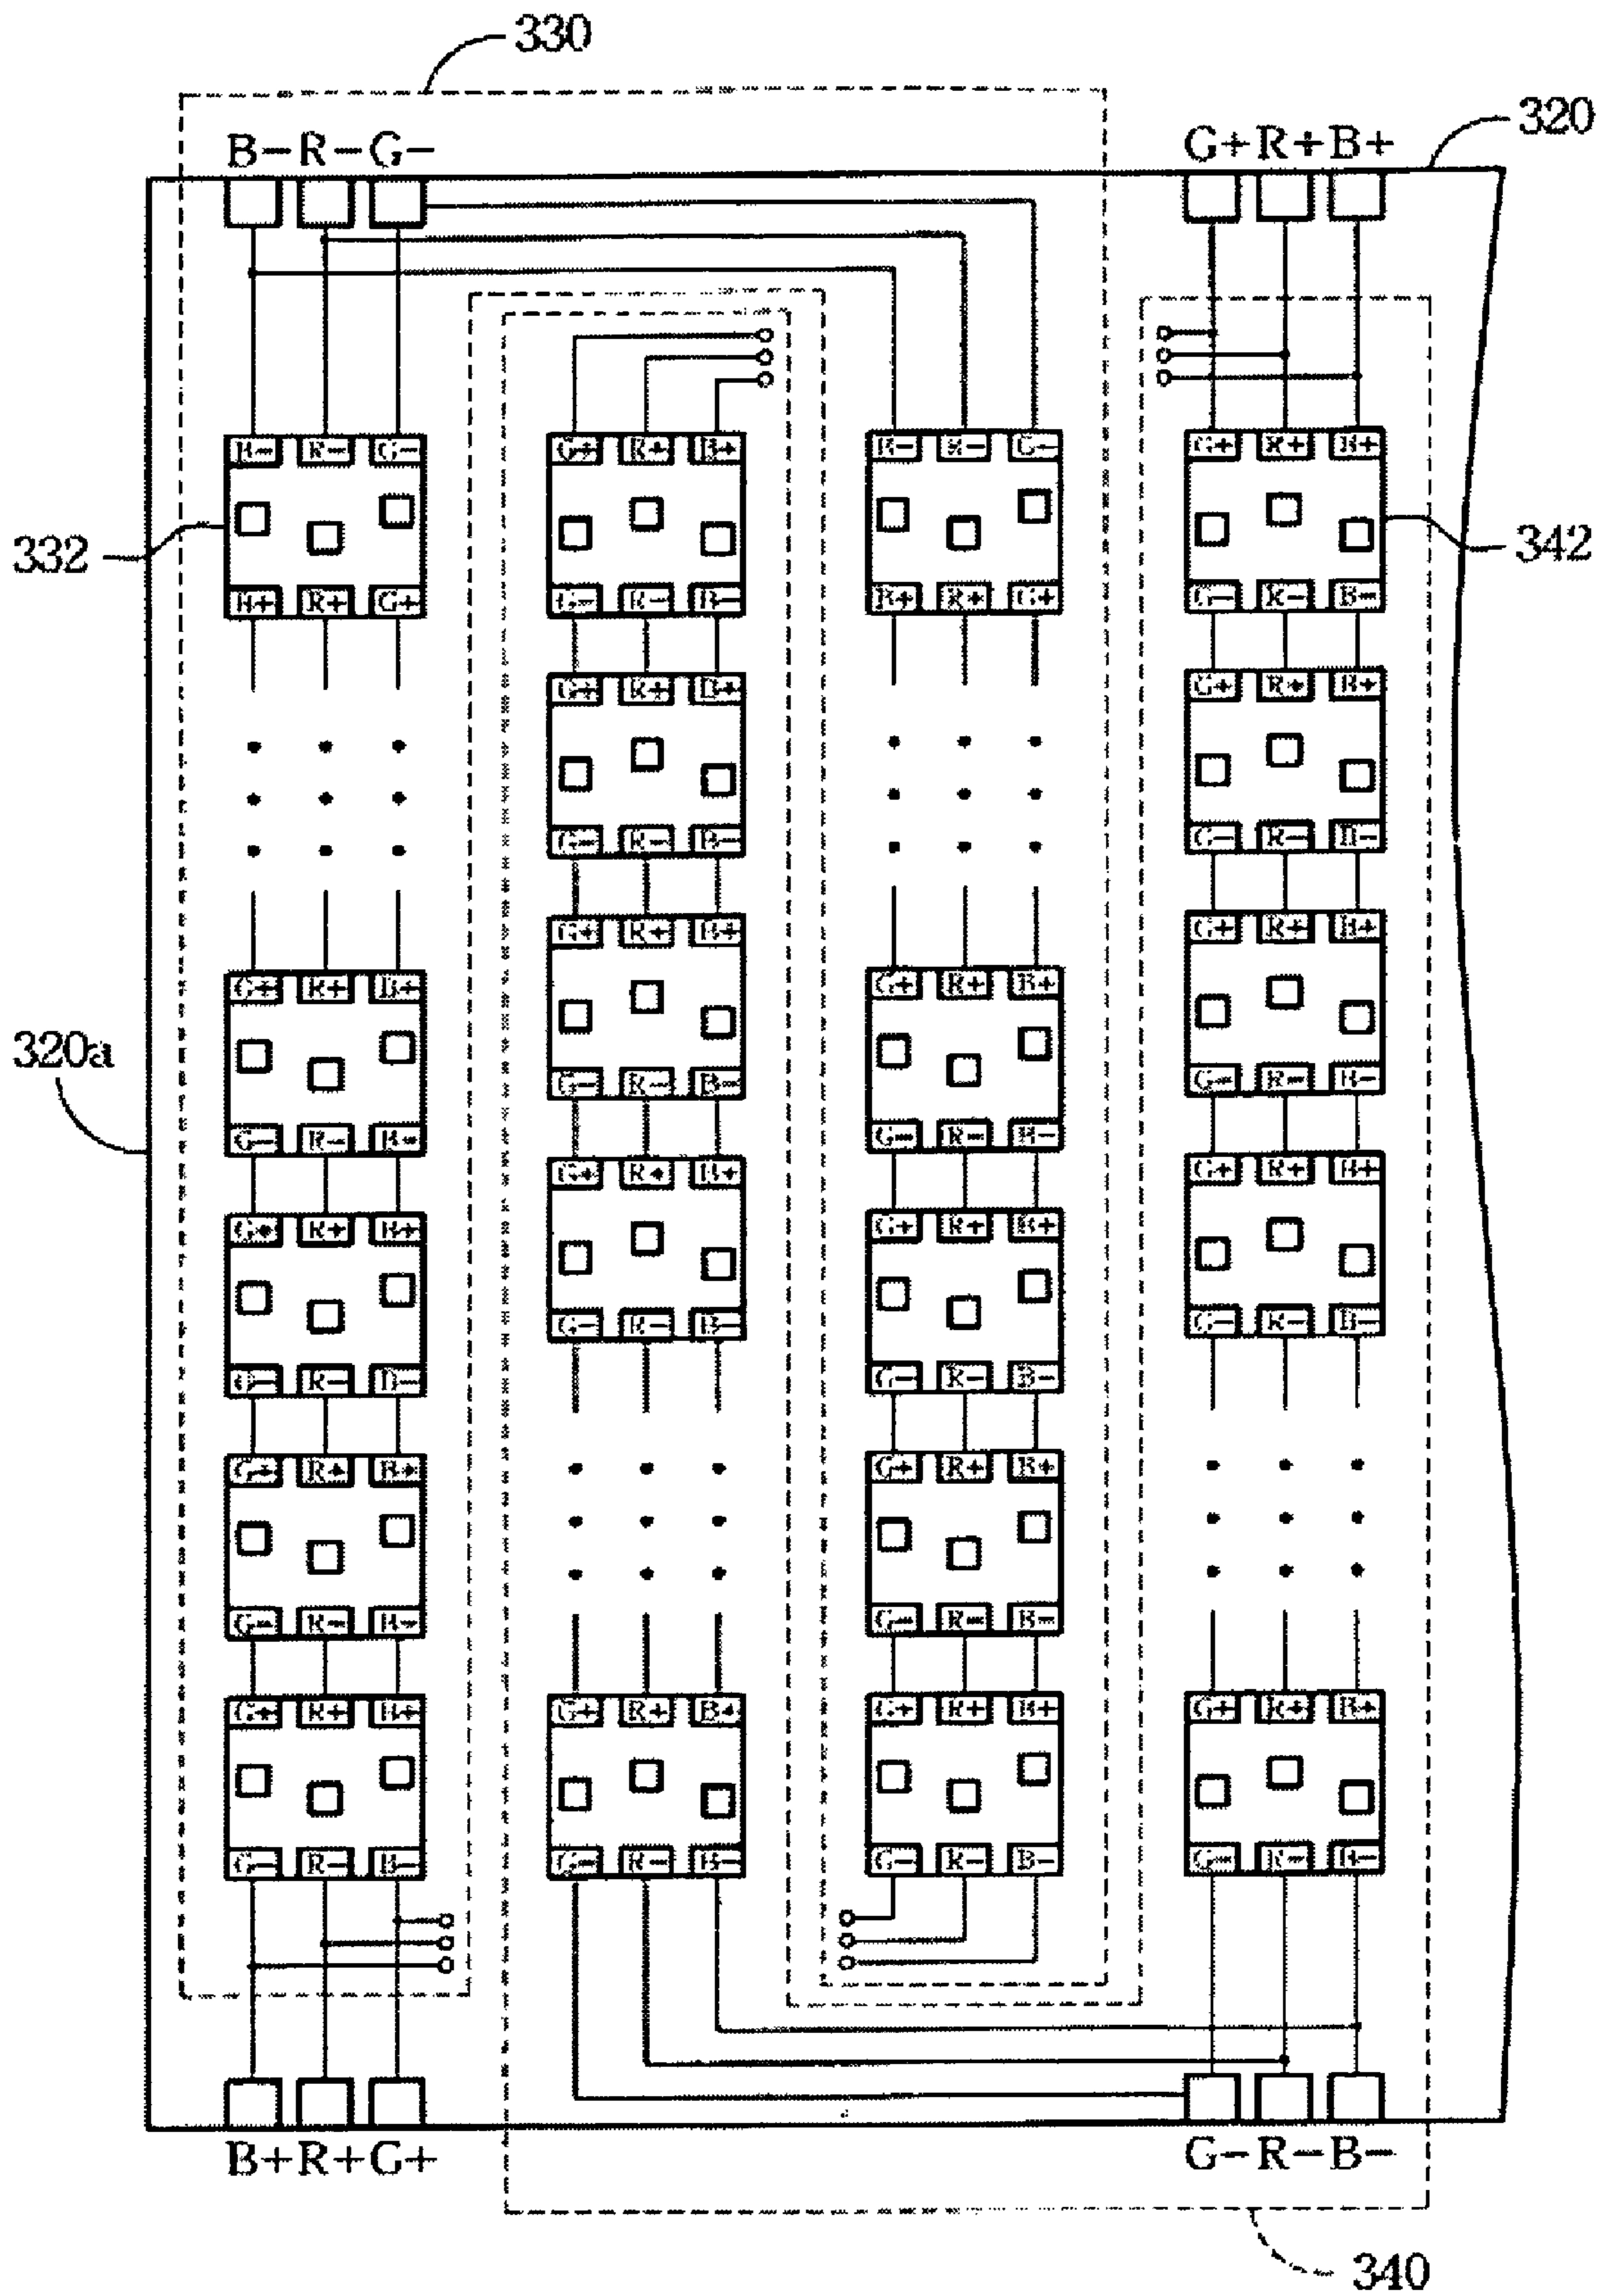 330
320
B− R− G−
G+ R+ B+
B− R− G− G+ R+ B+ B− R− G− G+ R+ B+
332
342
B+ R+ G+ G− R− B− B+ R+ G+ G− R− B−
G+ R+ B+ G+ R+ B+
G− R− B− G− R− B−
G+ R+ B+ G+ R+ B+
G+ R+ B+ G+ R+ B+
320a
G− R− B− G− R− B−
G− R− B− G− R− B−
G+ R+ B+ G+ R+ B+
G+ R+ B+ G+ R+ B+
G− R− B− G− R− B−
G− R− B− G− R− B−
G+ R+ B+ G+ R+ B+
G− R− B− G− R− B−
G+ R+ B+ G+ R+ B+ G+ R+ B+ G+ R+ B+
G− R− B− G− R− B− G− R− B− G− R− B−
B+ R+ G+
G− R− B−
340